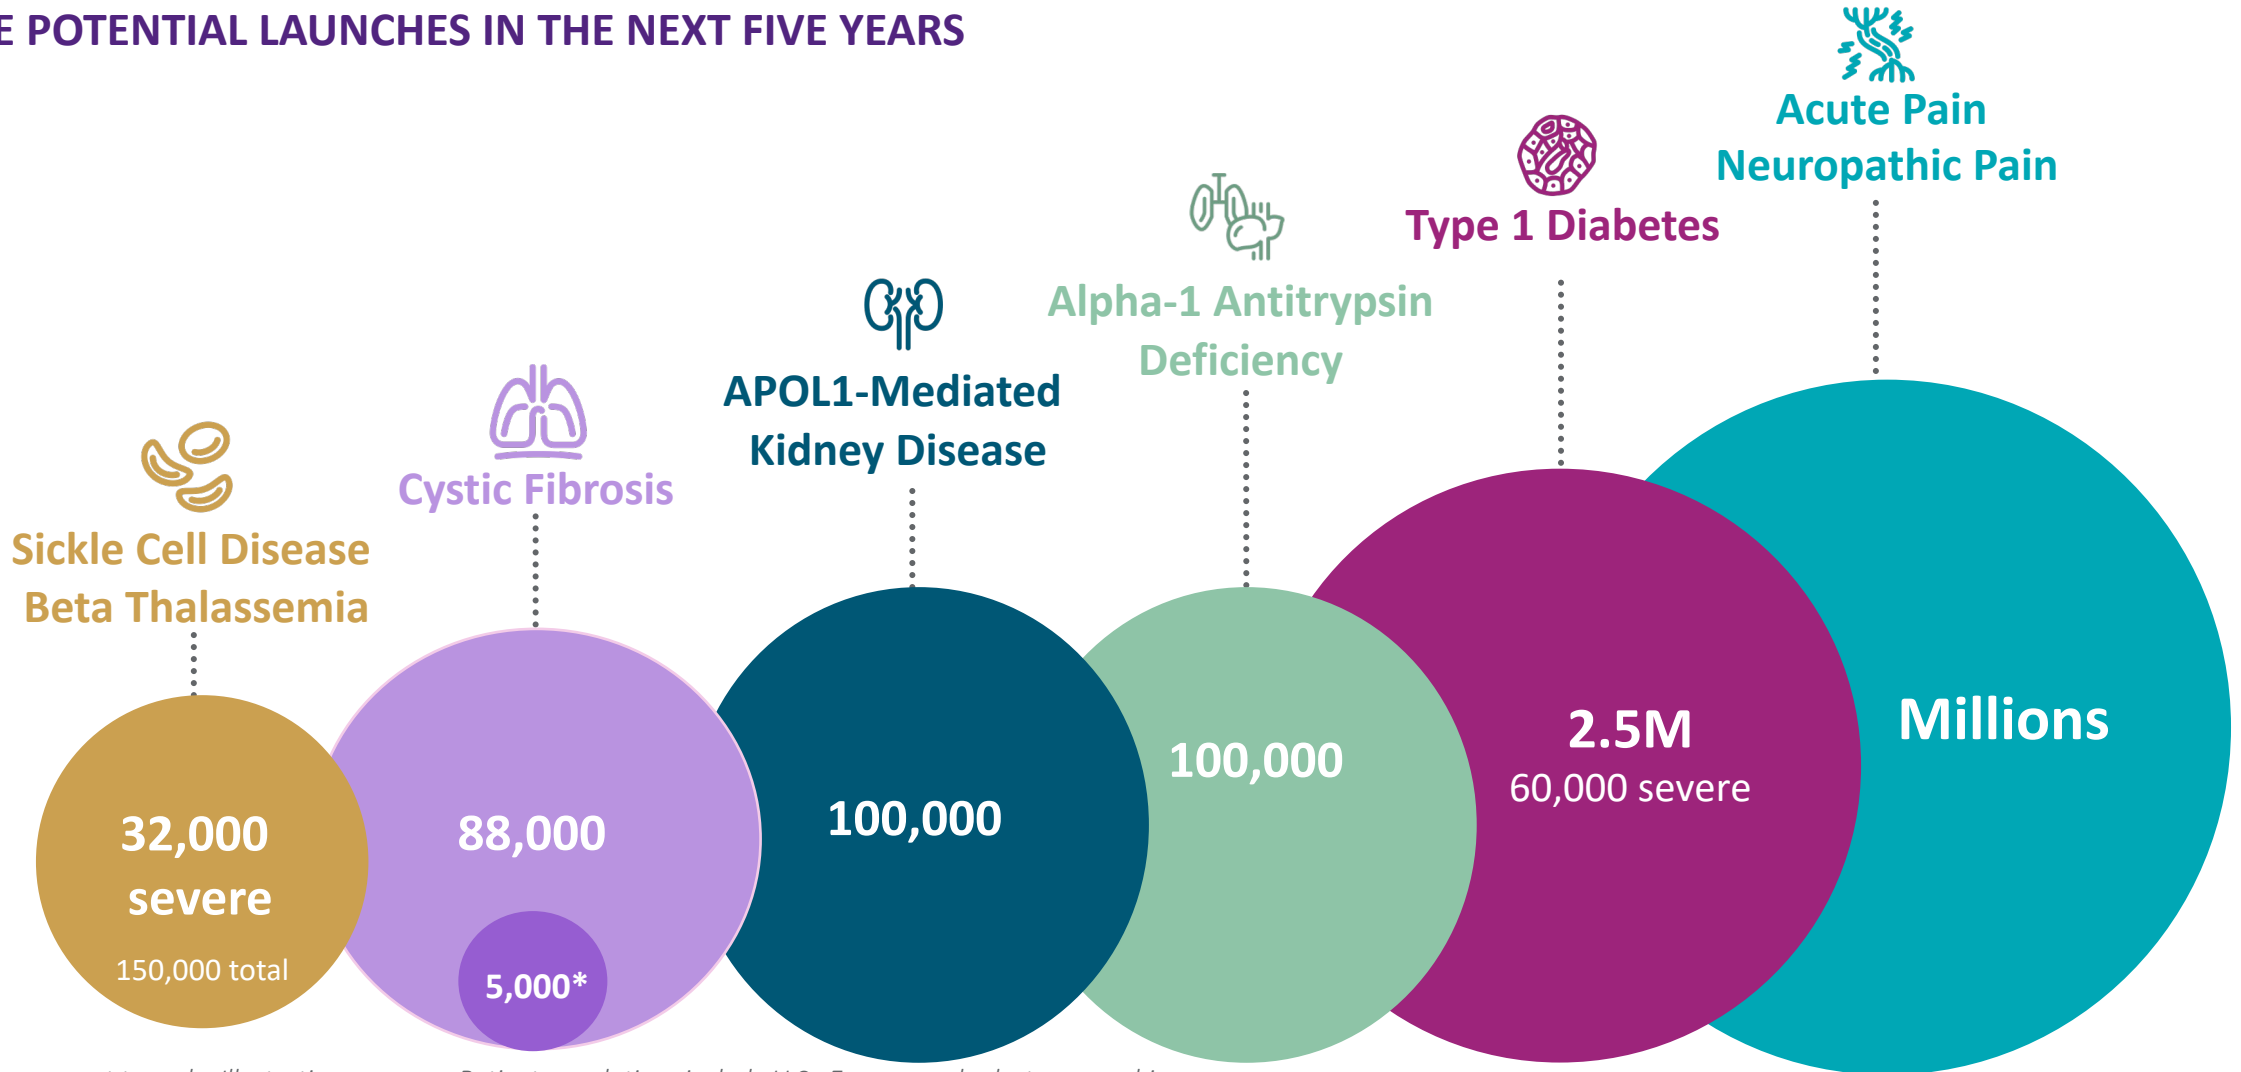 POTENTIAL LAUNCHES IN THE NEXT FIVE YEARS
Sickle Cell Disease
Beta Thalassemia
32,000
severe
150,000 total
Cystic Fibrosis
88,000
5,000*
APOL1-Mediated
Kidney Disease
100,000
Alpha-1 Antitrypsin
Deficiency
100,000
Type 1 Diabetes
2.5M
60,000 severe
Acute Pain
Neuropathic Pain
Millions